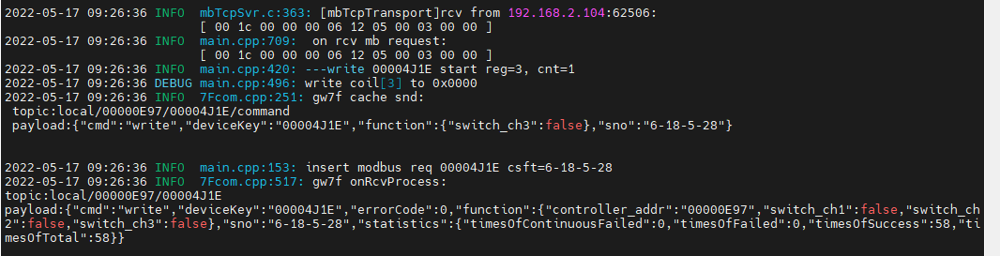 2022-05-17 09:26:36 INFO  mbTcpSvr.c:363: [mbTcpTransport]rcv from 192.168.2.104:62506:
[ 00 1c 00 00 00 06 12 05 00 03 00 00 ]
2022-05-17 09:26:36 INFO  main.cpp:709:  on rcv mb request:
[ 00 1c 00 00 00 06 12 05 00 03 00 00 ]
2022-05-17 09:26:36 INFO  main.cpp:420: ---write 00004J1E start reg=3, cnt=1
2022-05-17 09:26:36 DEBUG main.cpp:496: write coil[3] to 0x0000
2022-05-17 09:26:36 INFO  7Fcom.cpp:251: gw7f cache snd:
topic:local/00000E97/00004J1E/command
payload:{"cmd":"write","deviceKey":"00004J1E","function":{"switch_ch3":false},"sno":"6-18-5-28"}
2022-05-17 09:26:36 INFO  main.cpp:153: insert modbus req 00004J1E csft=6-18-5-28
2022-05-17 09:26:36 INFO  7Fcom.cpp:517: gw7f onRcvProcess:
topic:local/00000E97/00004J1E
payload:{"cmd":"write","deviceKey":"00004J1E","errorCode":0,"function":{"controller_addr":"00000E97","switch_ch1":false,"switch_ch
2":false,"switch_ch3":false},"sno":"6-18-5-28","statistics":{"timesOfContinuousFailed":0,"timesOfFailed":0,"timesOfSuccess":58,"ti
mesOfTotal":58}}